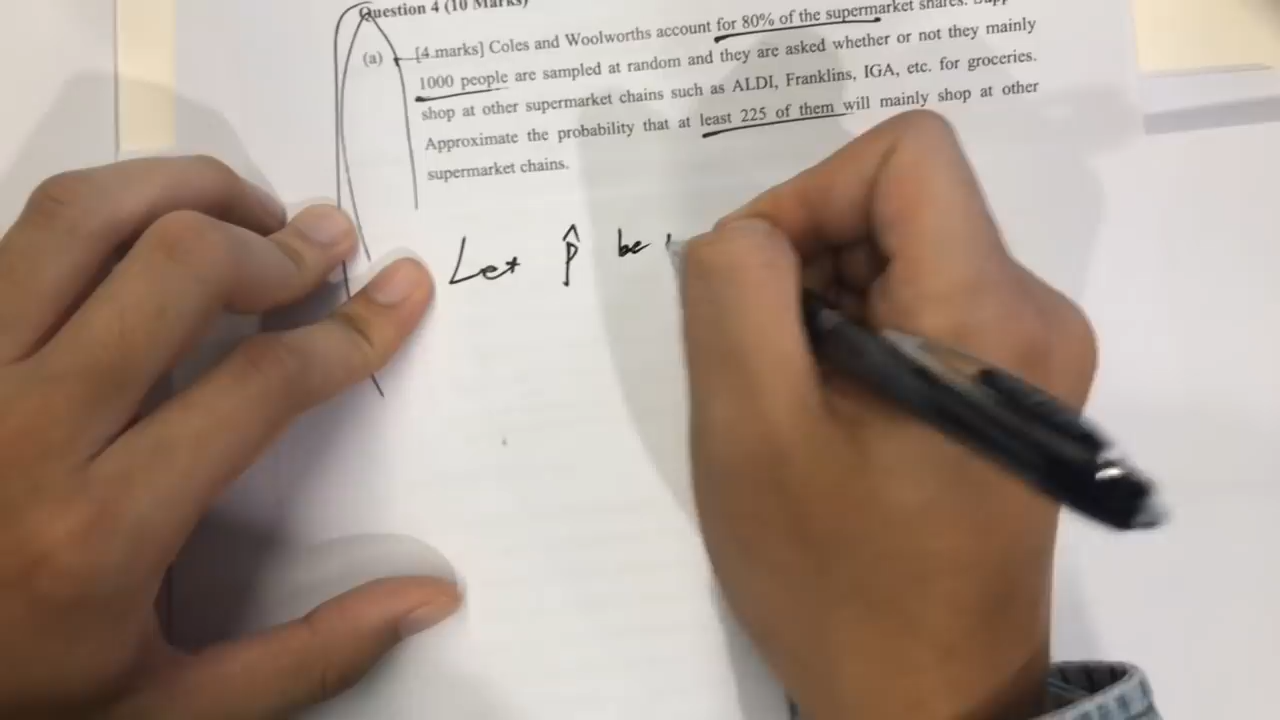 Question 4 (10 Marks)
(a) [4 marks] Coles and Woolworths account for 80% of the supermarket shares.
1000 people are sampled at random and they are asked whether or not they mainly
shop at other supermarket chains such as ALDI, Franklins, IGA, etc. for groceries.
Approximate the probability that at least 225 of them will mainly shop at other
supermarket chains.
Let p̂ be